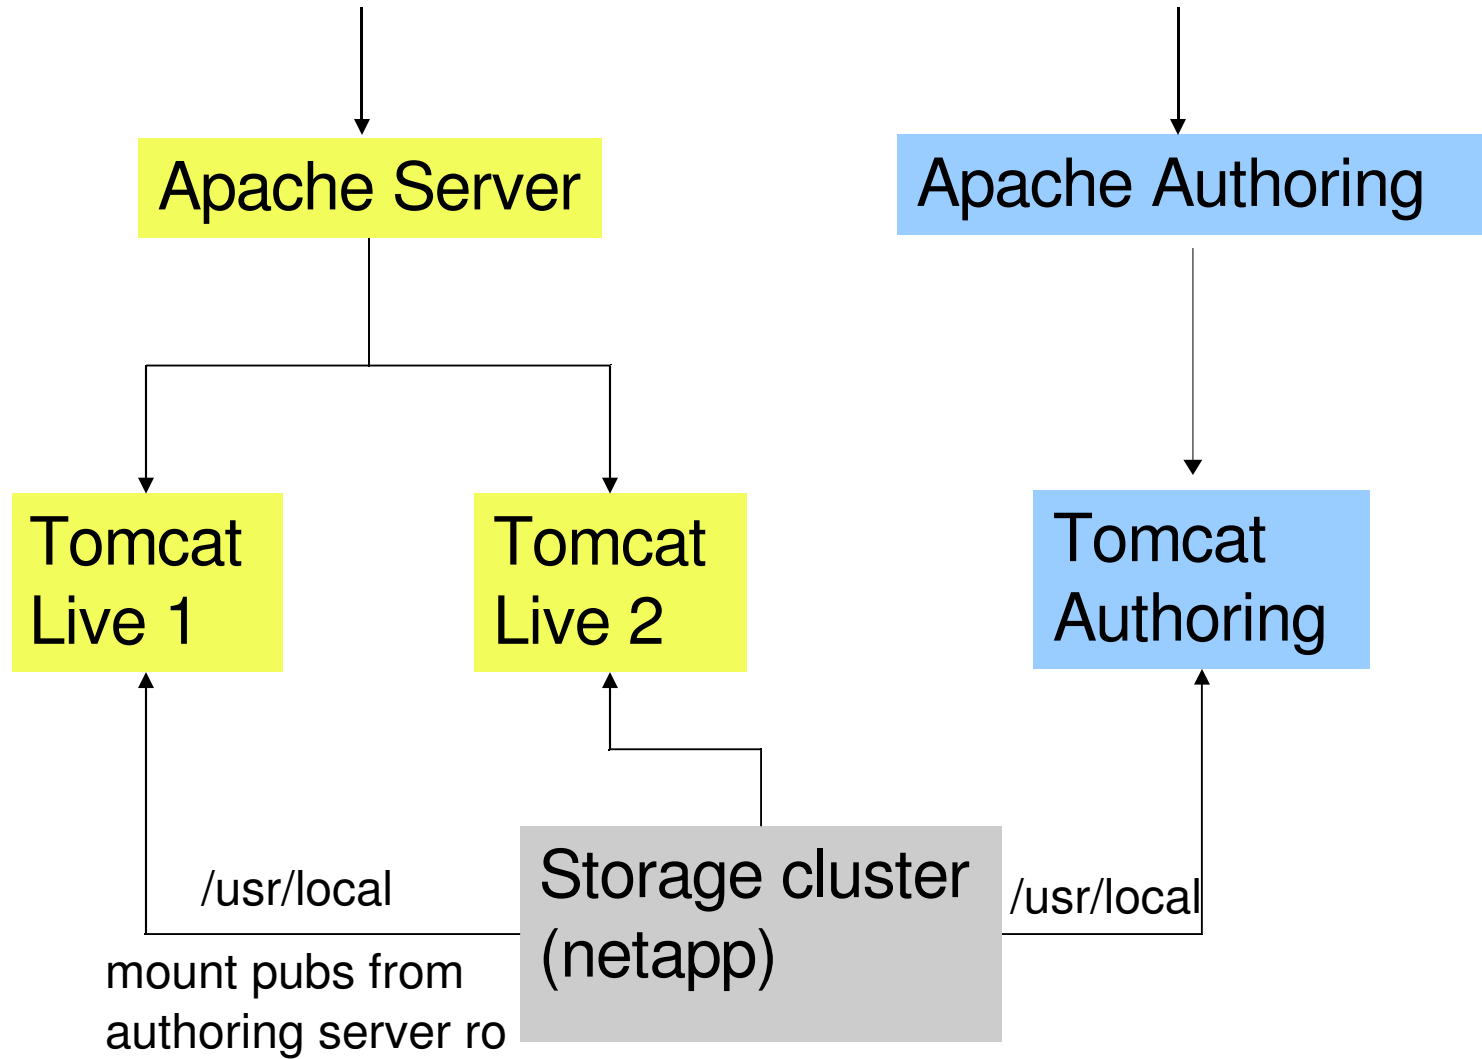 Apache Server
Apache Authoring
Tomcat
Live 1
Tomcat
Live 2
Tomcat
Authoring
/usr/local
Storage cluster
(netapp)
/usr/local
mount pubs from
authoring server ro